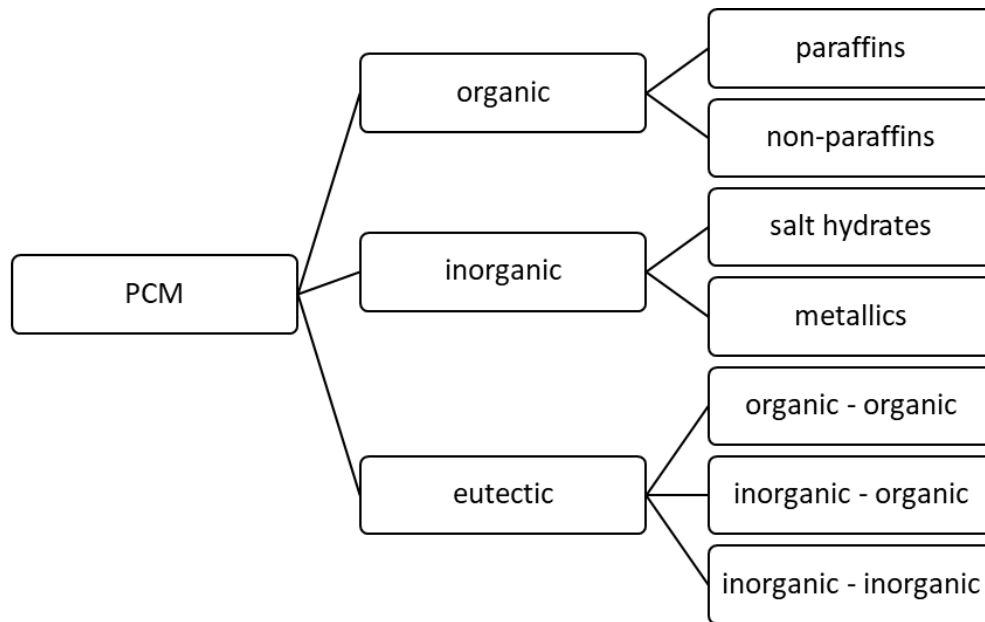 PCM
organic
paraffins
non-paraffins
inorganic
salt hydrates
metallics
eutectic
organic - organic
inorganic - organic
inorganic - inorganic